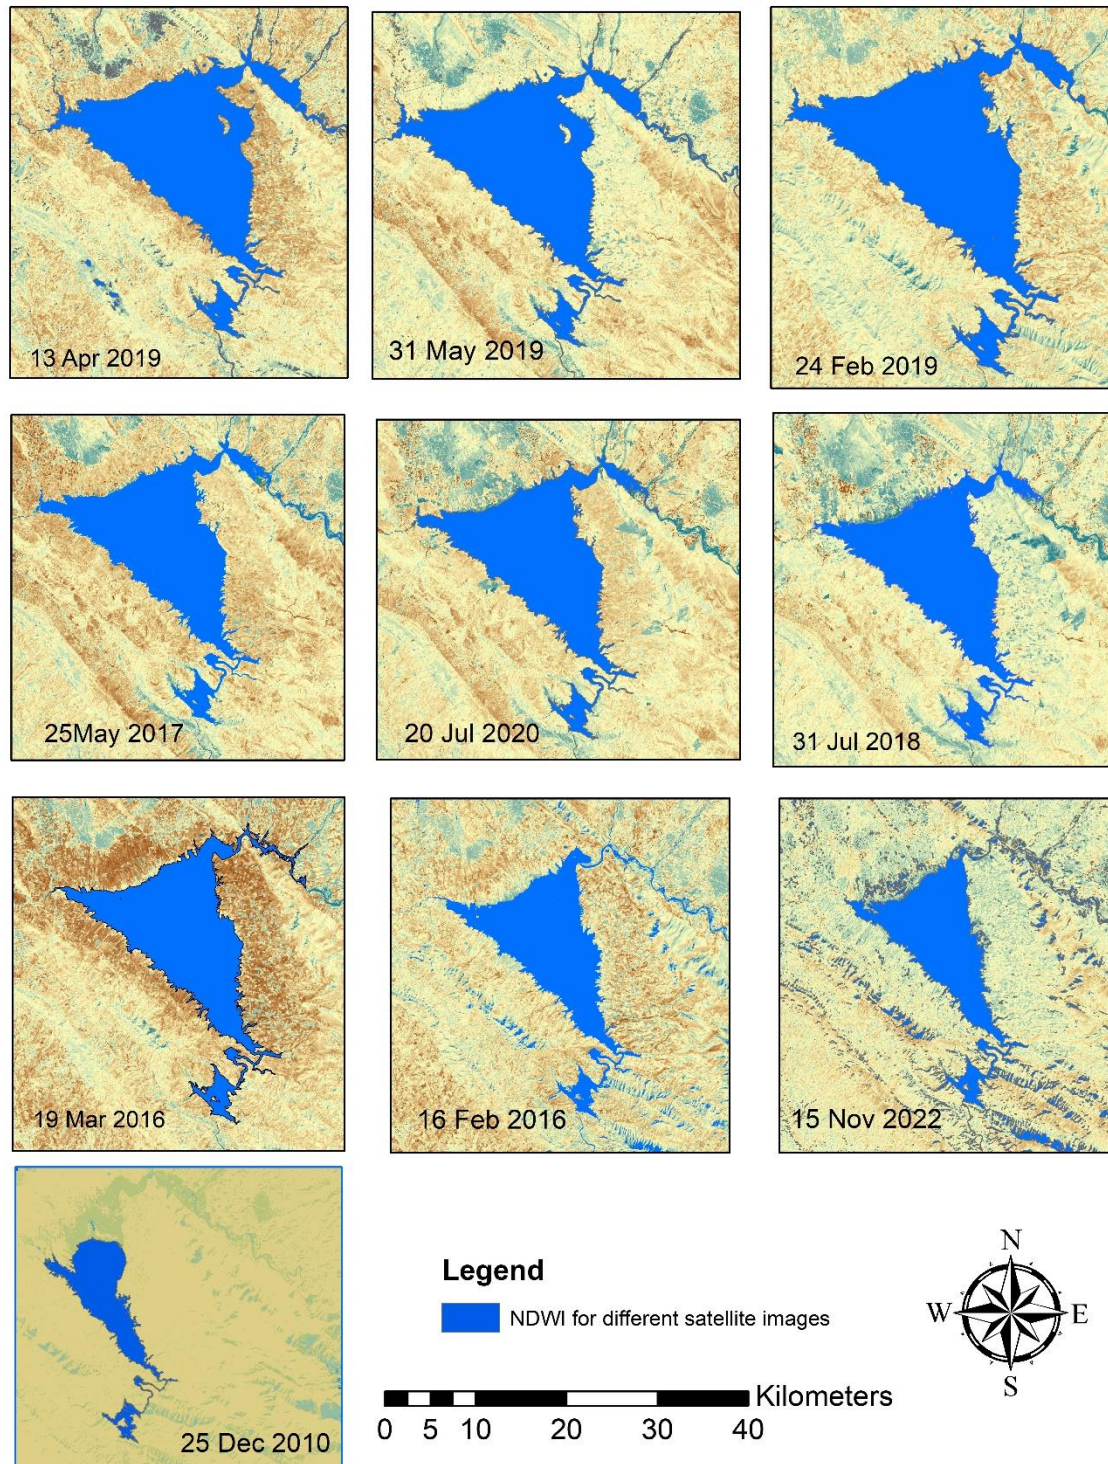 13 Apr 2019
31 May 2019
24 Feb 2019
25May 2017
20 Jul 2020
31 Jul 2018
19 Mar 2016
16 Feb 2016
15 Nov 2022
25 Dec 2010
Legend
NDWI for different satellite images
Kilometers
0 5 10 20 30 40
N
W E
S